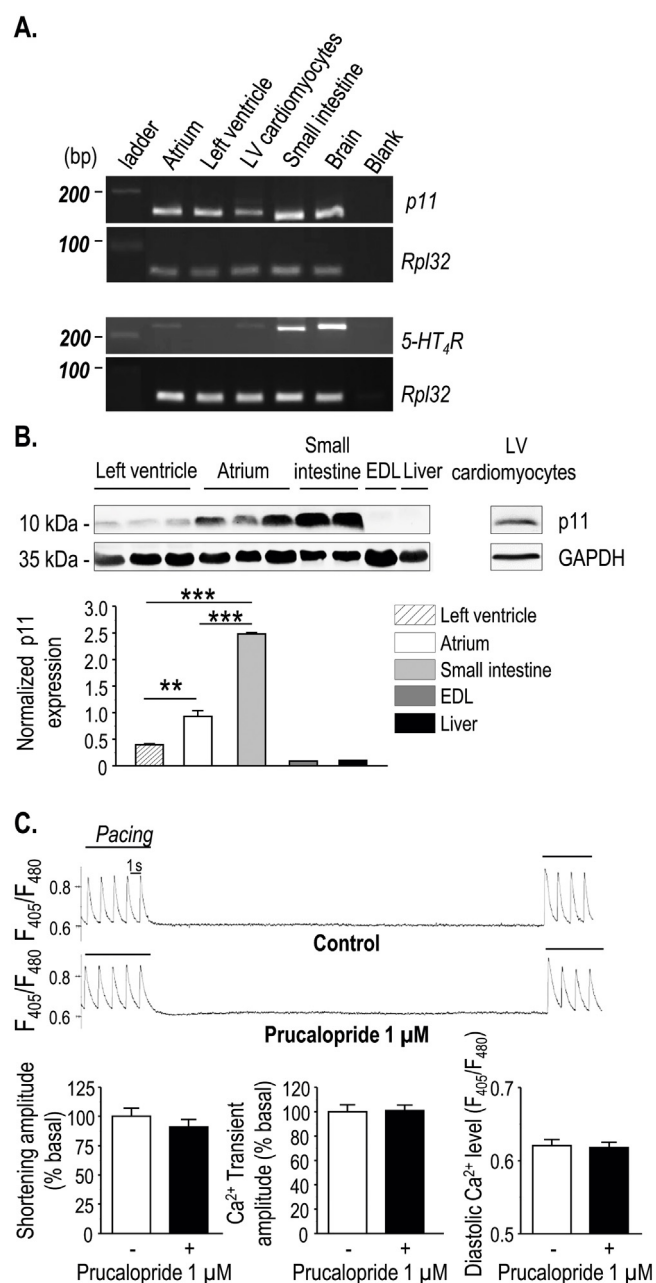 A.
(bp)
ladder
Atrium
Left ventricle
LV cardiomyocytes
Small intestine
Brain
Blank
200
p11
100
Rpl32
200
5-HT₄R
100
Rpl32
B.
Left ventricle
Atrium
Small intestine
EDL
Liver
LV cardiomyocytes
10 kDa -
p11
35 kDa -
GAPDH
Normalized p11 expression
3.0
2.5
2.0
1.5
1.0
0.5
0
***
***
**
Left ventricle
Atrium
Small intestine
EDL
Liver
C.
Pacing
1s
F₄₀₅/F₄₈₀
0.8
0.6
Control
F₄₀₅/F₄₈₀
0.8
0.6
Prucalopride 1 µM
Shortening amplitude (% basal)
125
100
75
50
25
0
- +
Prucalopride 1 µM
Ca²⁺ Transient amplitude (% basal)
120
100
80
60
40
20
0
- +
Prucalopride 1 µM
Diastolic Ca²⁺ level (F₄₀₅/F₄₈₀)
0.7
0.6
0.5
- +
Prucalopride 1 µM